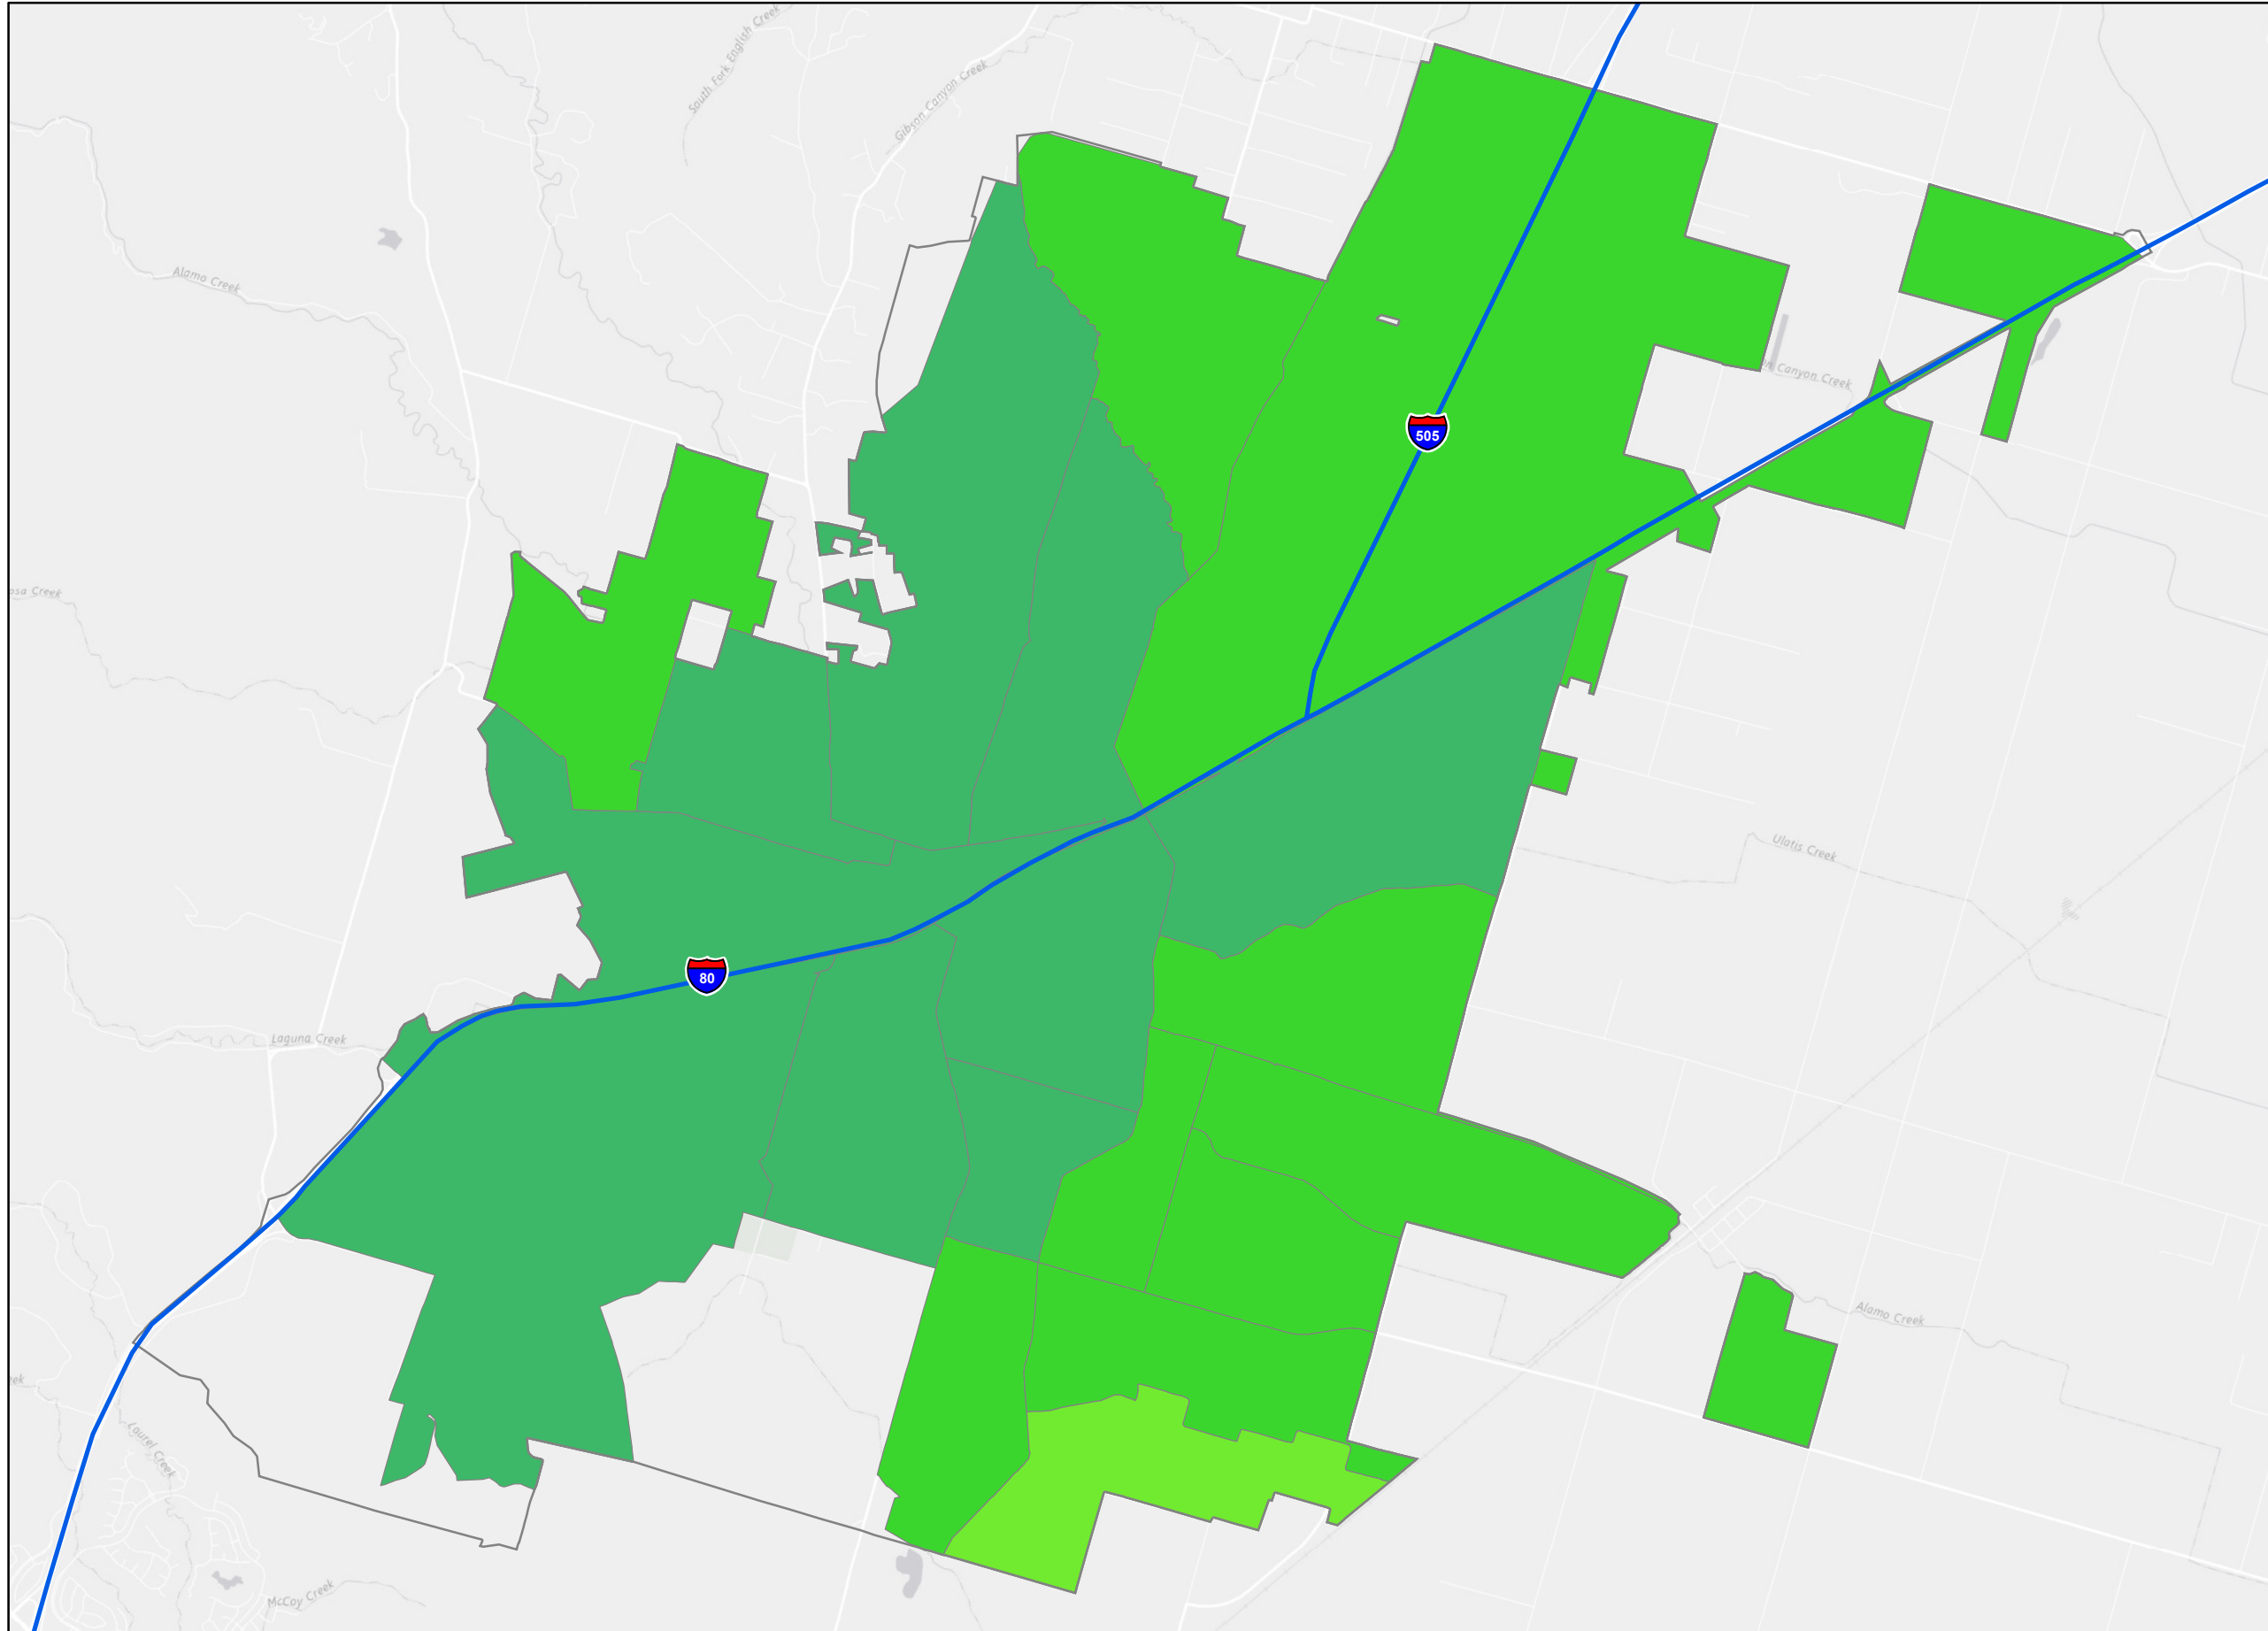 South Fork English Creek
Gibson Canyon Creek
Alamo Creek
Canyon Creek
505
Creek
Ulatis Creek
80
Laguna Creek
Alamo Creek
Laurel Creek
McCoy Creek